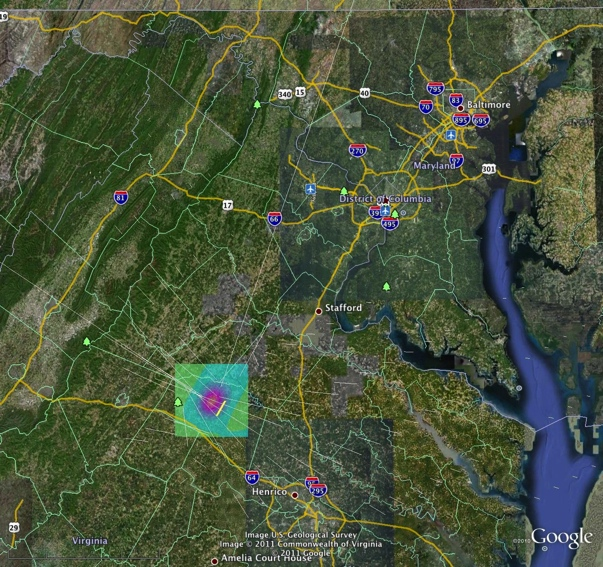 19
340
15
40
795
83
Baltimore
70
895
695
270
97
Maryland
301
81
17
66
District of Columbia
395
495
Stafford
64
Henrico
295
29
Virginia
Image U.S. Geological Survey
Image © 2011 Commonwealth of Virginia
2011 Google
©2010 Google
Amelia Court House